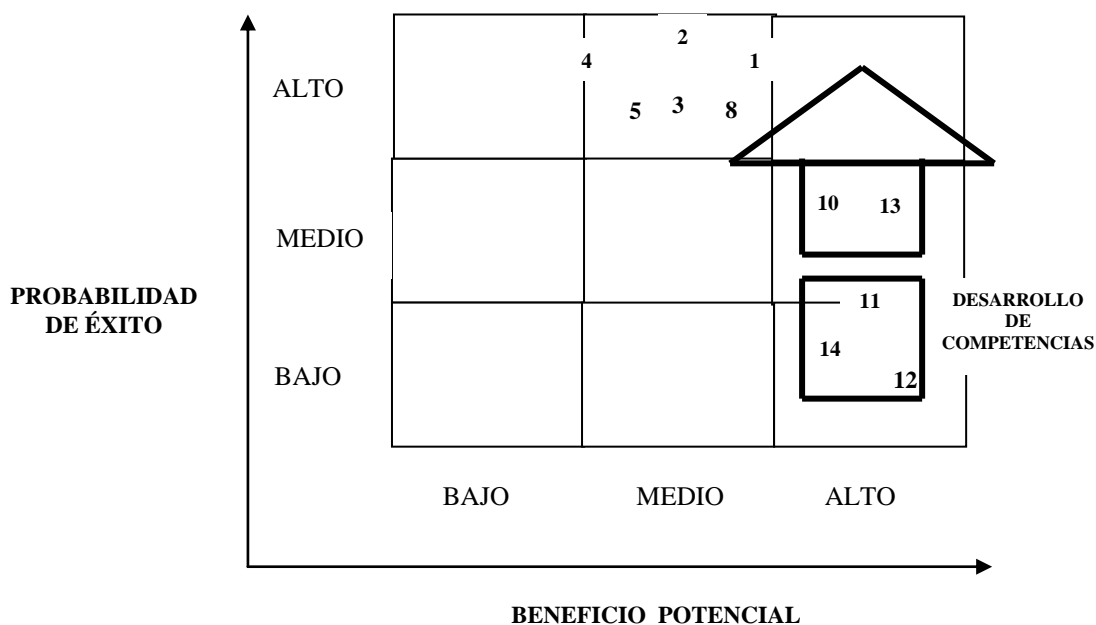 2
4
1
ALTO
5
3
8
10
13
MEDIO
PROBABILIDAD
DE ÉXITO
11
DESARROLLO
DE
COMPETENCIAS
14
BAJO
12
BAJO
MEDIO
ALTO
BENEFICIO POTENCIAL